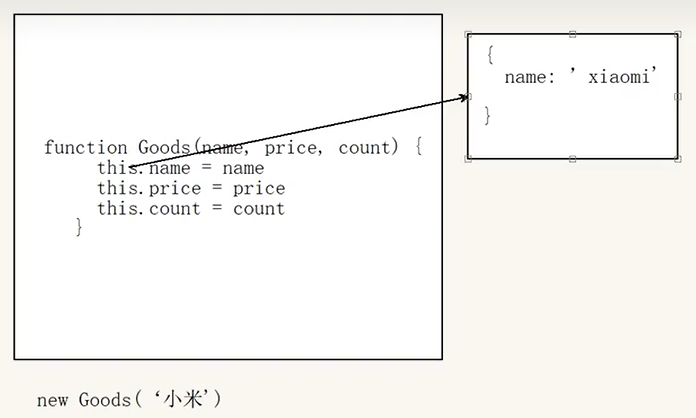 function Goods(name, price, count) {
this.name = name
this.price = price
this.count = count
}
{
name: ' xiaomi'
}
new Goods( ‘小米')